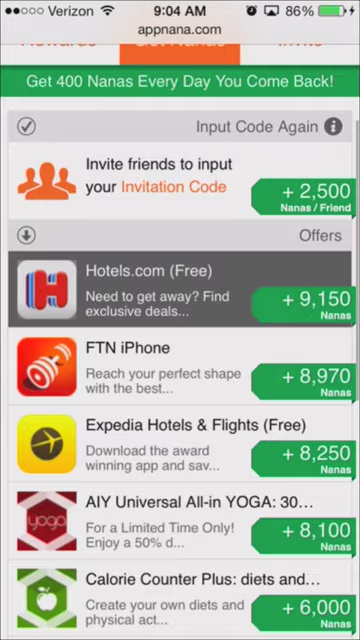 Verizon 9:04 AM 86%
appnana.com
Get Nanas Invite
Get 400 Nanas Every Day You Come Back!
Input Code Again i
Invite friends to input
your Invitation Code
+ 2,500
Nanas / Friend
Offers
Hotels.com (Free)
Need to get away? Find
exclusive deals...
+ 9,150
Nanas
H
FTN iPhone
Reach your perfect shape
with the best...
+ 8,970
Nanas
Expedia Hotels & Flights (Free)
Download the award
winning app and sav...
+ 8,250
Nanas
AIY Universal All-in YOGA: 30...
For a Limited Time Only!
Enjoy a 50% d...
+ 8,100
Nanas
yoga
Calorie Counter Plus: diets and...
Create your own diets and
physical act...
+ 6,000
Nanas